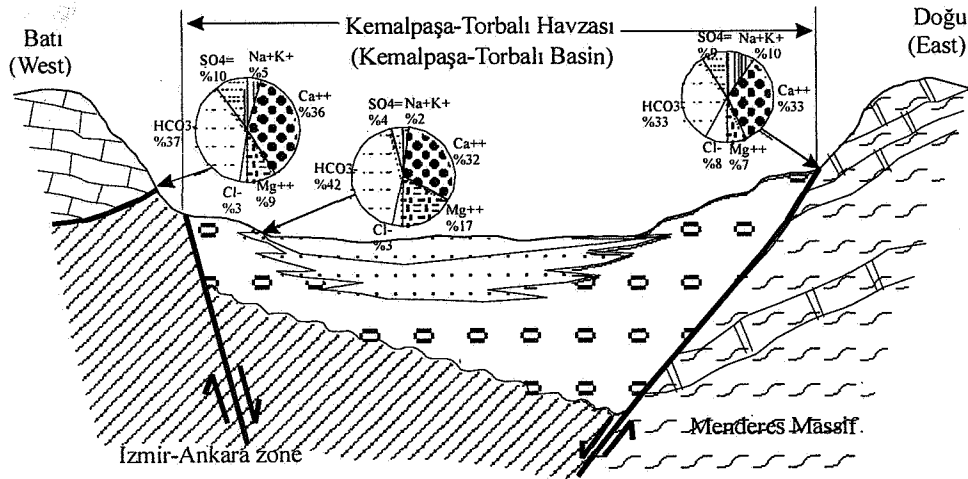 Batı
(West)
Kemalpaşa-Torbalı Havzası
(Kemalpaşa-Torbalı Basin)
Doğu
(East)
SO4=
%10
Na+K+
%5
Ca++
%36
HCO3-
%37
Cl-
%3
Mg++
%9
SO4=
%4
Na+K+
%2
Ca++
%32
HCO3-
%42
Cl-
%3
Mg++
%17
SO4=
%9
Na+K+
%10
Ca++
%33
HCO3-
%33
Cl-
%8
Mg++
%7
İzmir-Ankara zone
Menderes Massif